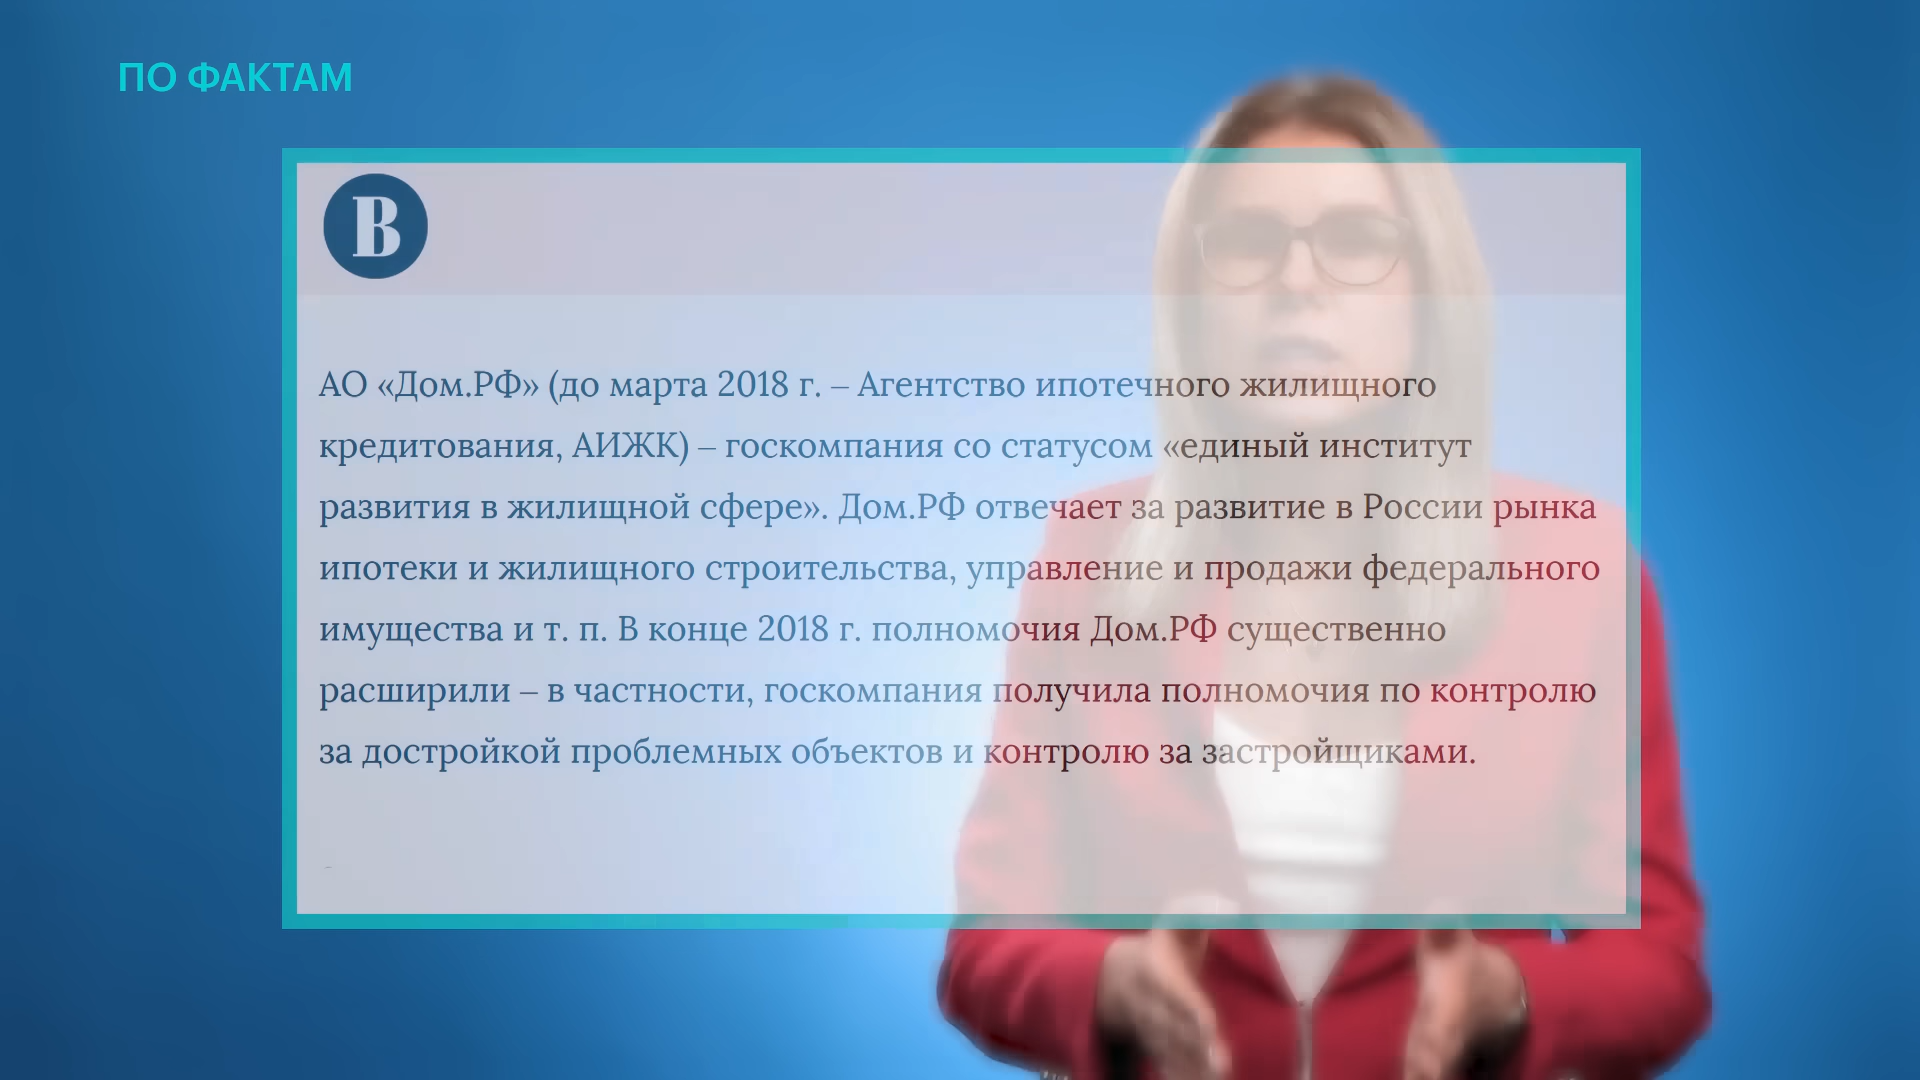 ПО ФАКТАМ
В
АО «Дом.РФ» (до марта 2018 г. – Агентство ипотечного жилищного
кредитования, АИЖК) – госкомпания со статусом «единый институт
развития в жилищной сфере». Дом.РФ отвечает за развитие в России рынка
ипотеки и жилищного строительства, управление и продажи федерального
имущества и т. п. В конце 2018 г. полномочия Дом.РФ существенно
расширили – в частности, госкомпания получила полномочия по контролю
за достройкой проблемных объектов и контролю за застройщиками.